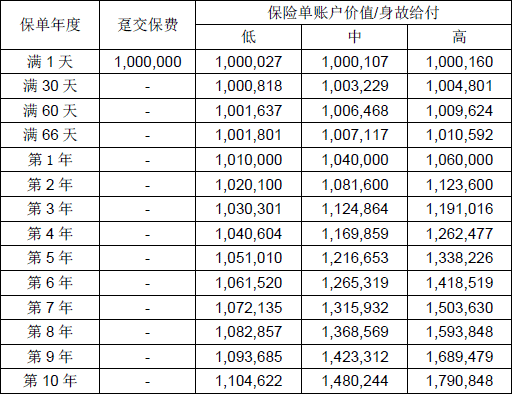 保单年度 趸交保费 保险单账户价值/身故给付
低 中 高
满 1 天 1,000,000 1,000,027 1,000,107 1,000,160
满 30 天 - 1,000,818 1,003,229 1,004,801
满 60 天 - 1,001,637 1,006,468 1,009,624
满 66 天 - 1,001,801 1,007,117 1,010,592
第 1 年 - 1,010,000 1,040,000 1,060,000
第 2 年 - 1,020,100 1,081,600 1,123,600
第 3 年 - 1,030,301 1,124,864 1,191,016
第 4 年 - 1,040,604 1,169,859 1,262,477
第 5 年 - 1,051,010 1,216,653 1,338,226
第 6 年 - 1,061,520 1,265,319 1,418,519
第 7 年 - 1,072,135 1,315,932 1,503,630
第 8 年 - 1,082,857 1,368,569 1,593,848
第 9 年 - 1,093,685 1,423,312 1,689,479
第 10 年 - 1,104,622 1,480,244 1,790,848